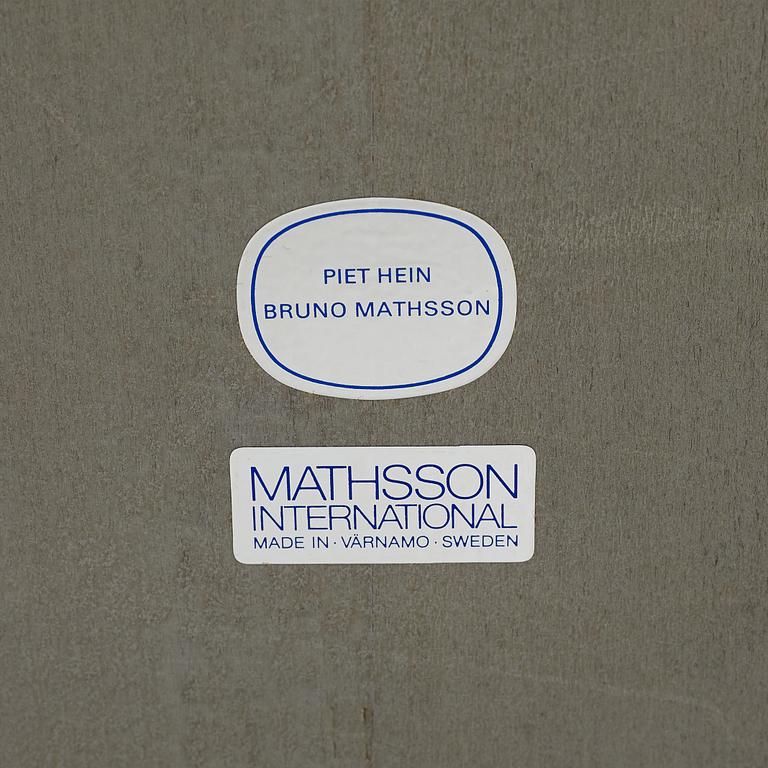 PIET HEIN
BRUNO MATHSSON
MATHSSON
INTERNATIONAL
MADE IN · VÄRNAMO · SWEDEN